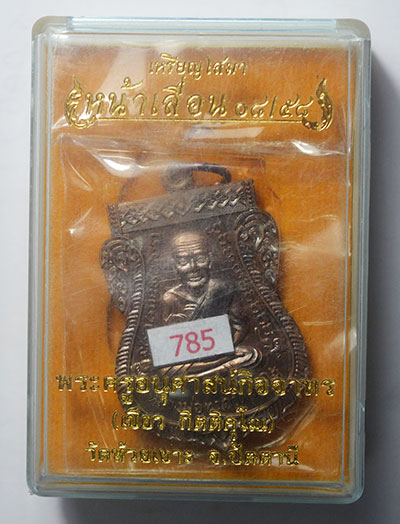 เหรียญเสมา
หน้าเลื่อน ๑๘/๕๘
785
พระครูอนุศาสน์กิจจาทร
(เขียว กิตติคุโณ)
วัดห้วยเงาะ จ.ปัตตานี